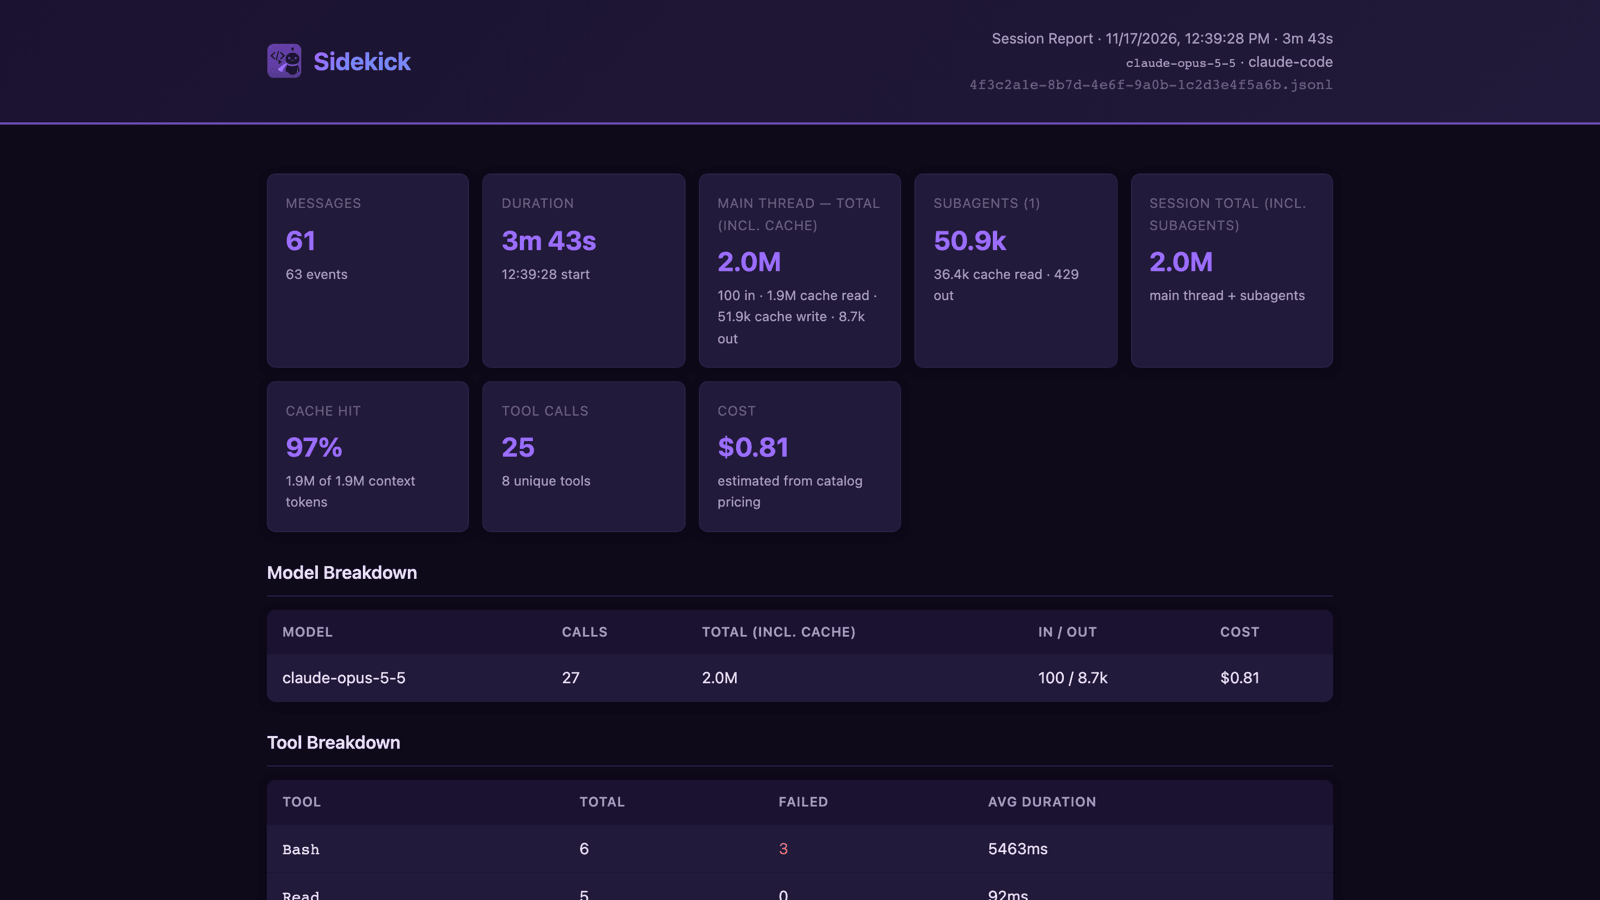 Sidekick
Session Report · 11/17/2026, 12:39:28 PM · 3m 43s
claude-opus-5-5 · claude-code
4f3c2a1e-8b7d-4e6f-9a0b-1c2d3e4f5a6b.jsonl
MESSAGES
61
63 events
DURATION
3m 43s
12:39:28 start
MAIN THREAD — TOTAL
(INCL. CACHE)
2.0M
100 in · 1.9M cache read ·
51.9k cache write · 8.7k
out
SUBAGENTS (1)
50.9k
36.4k cache read · 429
out
SESSION TOTAL (INCL.
SUBAGENTS)
2.0M
main thread + subagents
CACHE HIT
97%
1.9M of 1.9M context
tokens
TOOL CALLS
25
8 unique tools
COST
$0.81
estimated from catalog
pricing
Model Breakdown
MODEL CALLS TOTAL (INCL. CACHE) IN / OUT COST
claude-opus-5-5 27 2.0M 100 / 8.7k $0.81
Tool Breakdown
TOOL TOTAL FAILED AVG DURATION
Bash 6 3 5463ms
Read 5 0 92ms